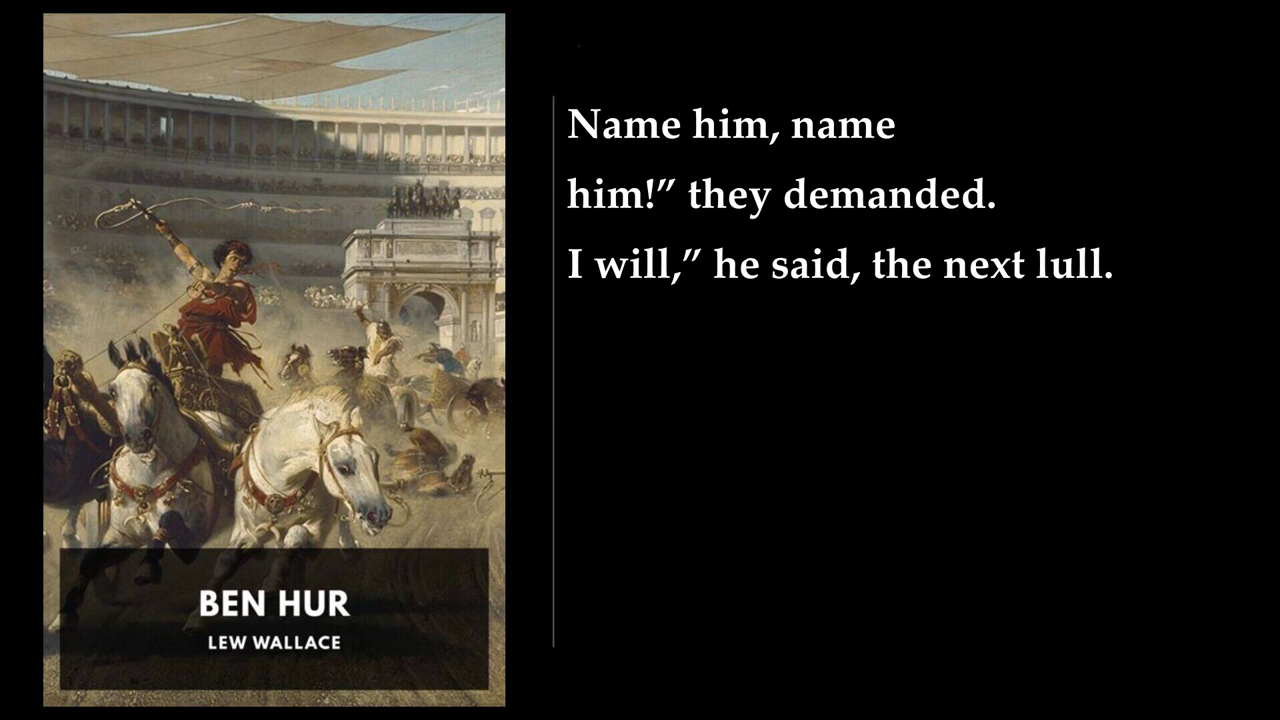 Name him, name
him!” they demanded.
I will,” he said, the next lull.
BEN HUR
LEW WALLACE